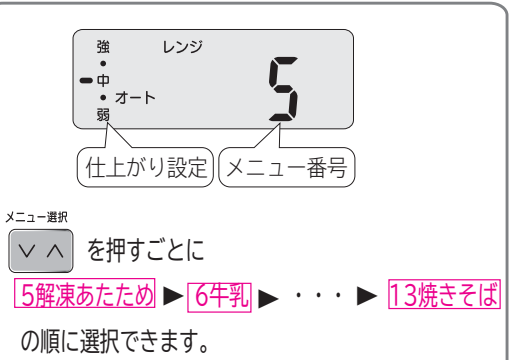 強 レンジ
中
オート
弱
5
仕上がり設定 メニュー番号
メニュー選択
∨ ∧ を押すごとに
5解凍あたため ▶ 6牛乳 ▶ ・・・ ▶ 13焼きそば
の順に選択できます。